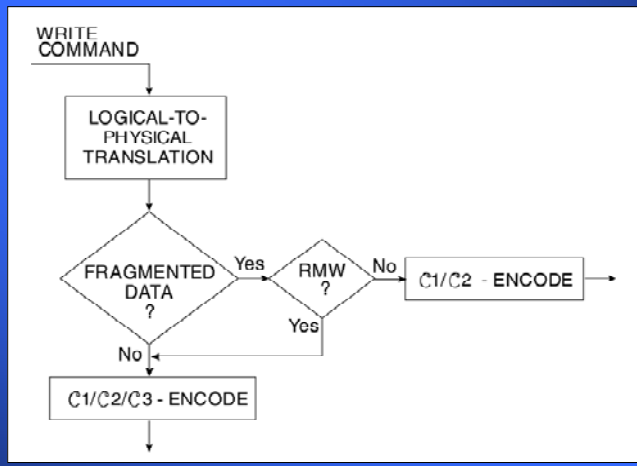 WRITE
COMMAND
LOGICAL-TO-
PHYSICAL
TRANSLATION
FRAGMENTED
DATA
?
Yes
RMW
?
No
C1/C2 - ENCODE
Yes
No
C1/C2/C3 - ENCODE